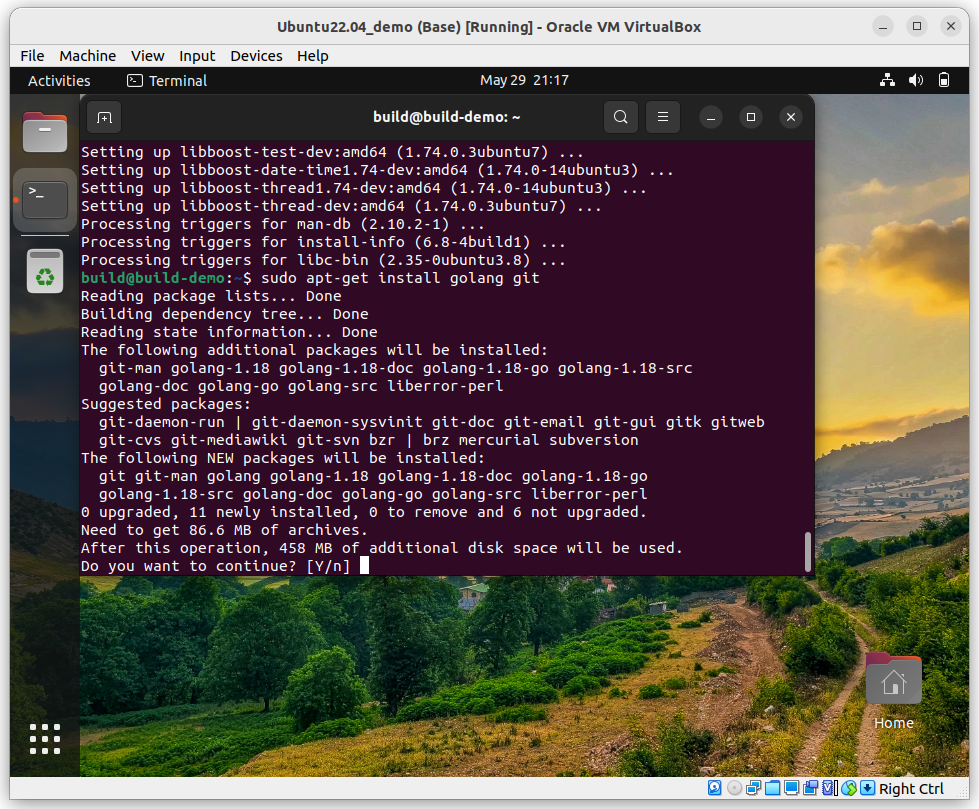 Ubuntu22.04_demo (Base) [Running] - Oracle VM VirtualBox
File Machine View Input Devices Help
Activities Terminal May 29 21:17
build@build-demo: ~
Setting up libboost-test-dev:amd64 (1.74.0.3ubuntu7) ...
Setting up libboost-date-time1.74-dev:amd64 (1.74.0-14ubuntu3) ...
Setting up libboost-thread1.74-dev:amd64 (1.74.0-14ubuntu3) ...
Setting up libboost-thread-dev:amd64 (1.74.0.3ubuntu7) ...
Processing triggers for man-db (2.10.2-1) ...
Processing triggers for install-info (6.8-4build1) ...
Processing triggers for libc-bin (2.35-0ubuntu3.8) ...
build@build-demo:~$ sudo apt-get install golang git
Reading package lists... Done
Building dependency tree... Done
Reading state information... Done
The following additional packages will be installed:
  git-man golang-1.18 golang-1.18-doc golang-1.18-go golang-1.18-src
  golang-doc golang-go golang-src liberror-perl
Suggested packages:
  git-daemon-run | git-daemon-sysvinit git-doc git-email git-gui gitk gitweb
  git-cvs git-mediawiki git-svn bzr | brz mercurial subversion
The following NEW packages will be installed:
  git git-man golang golang-1.18 golang-1.18-doc golang-1.18-go
  golang-1.18-src golang-doc golang-go golang-src liberror-perl
0 upgraded, 11 newly installed, 0 to remove and 6 not upgraded.
Need to get 86.6 MB of archives.
After this operation, 458 MB of additional disk space will be used.
Do you want to continue? [Y/n]
Home
Right Ctrl